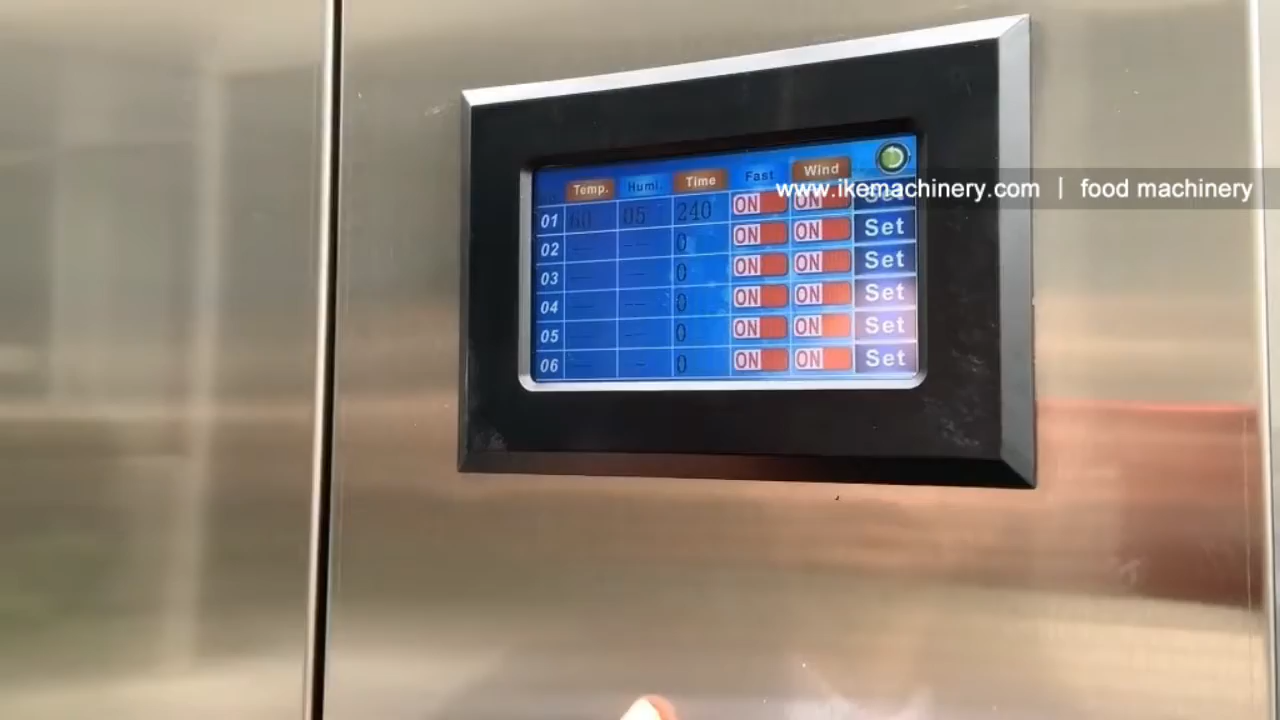 Temp. Humi. Time Fast Wind
www.ikemachinery.com | food machinery
01 60 05 240 ON ON Set
02 -- -- 0 ON ON Set
03 -- -- 0 ON ON Set
04 -- -- 0 ON ON Set
05 -- -- 0 ON ON Set
06 -- -- 0 ON ON Set